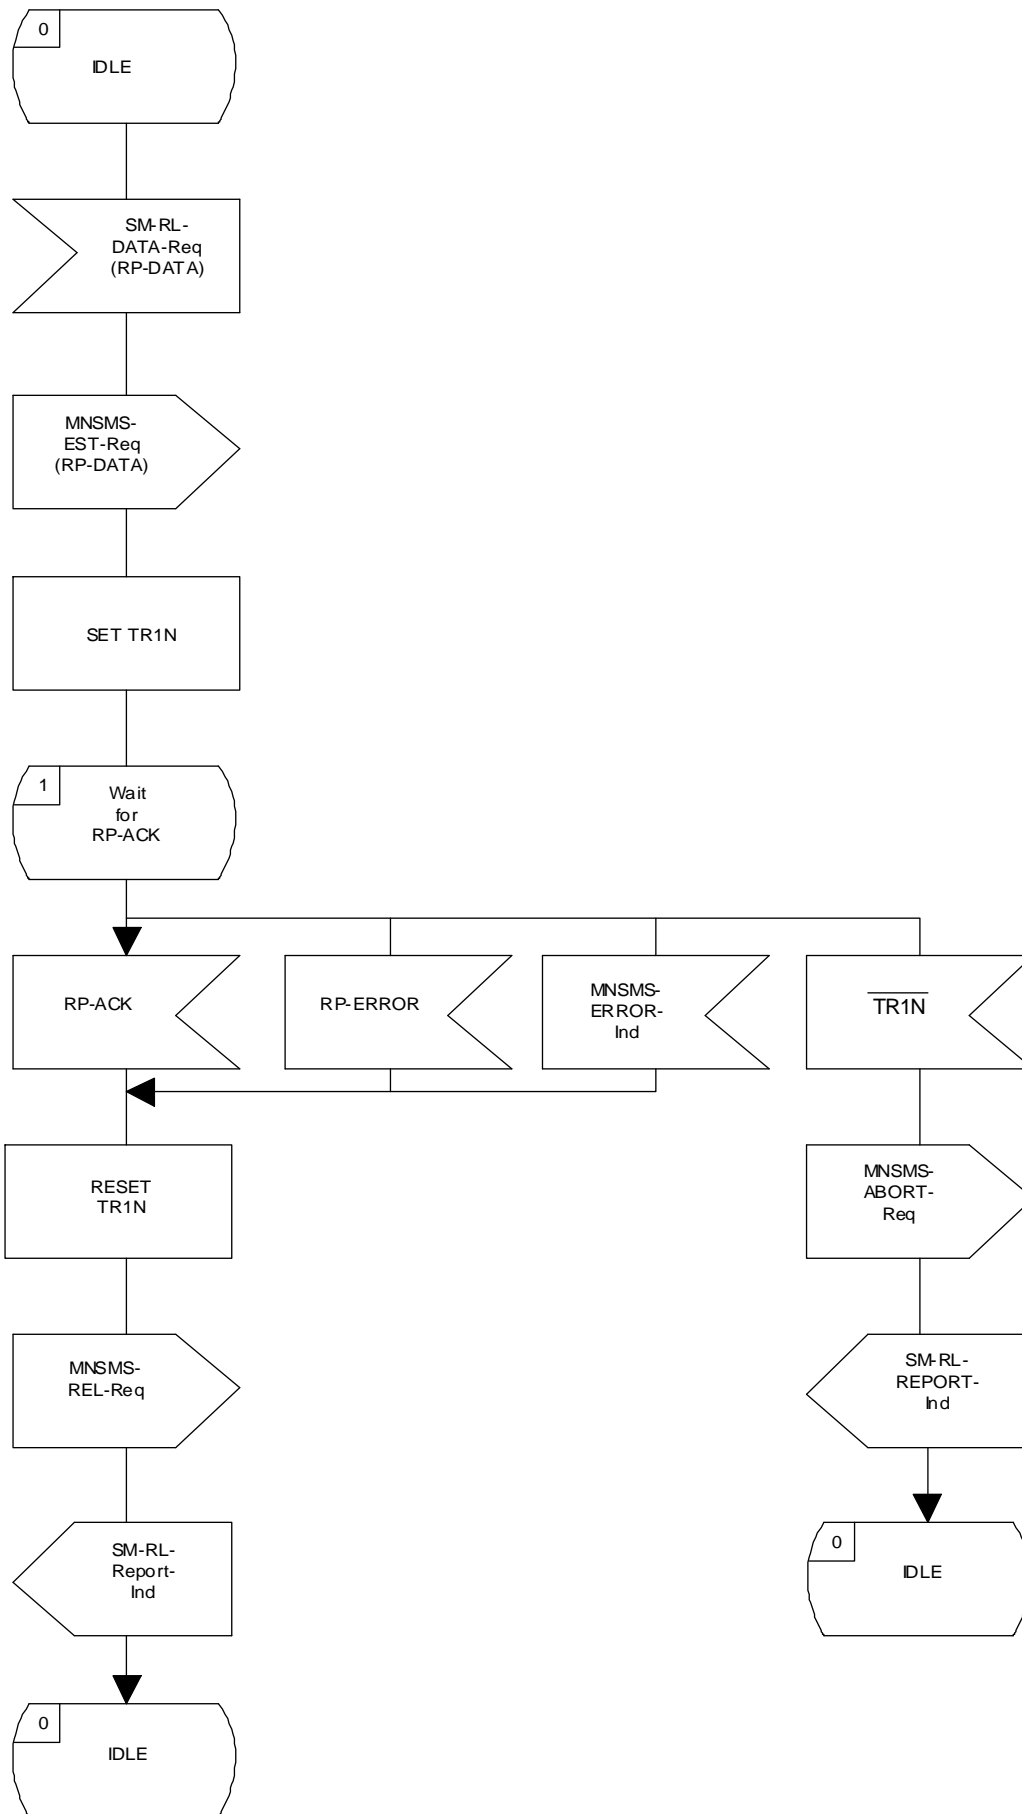 0
IDLE
SM-RL-
DATA-Req
(RP-DATA)
MNSMS-
EST-Req
(RP-DATA)
SET TR1N
1
Wait
for
RP-ACK
RP-ACK
RP-ERROR
MNSMS-
ERROR-
Ind
TR1N
RESET
TR1N
MNSMS-
ABORT-
Req
MNSMS-
REL-Req
SM-RL-
REPORT-
Ind
SM-RL-
Report-
Ind
0
IDLE
0
IDLE